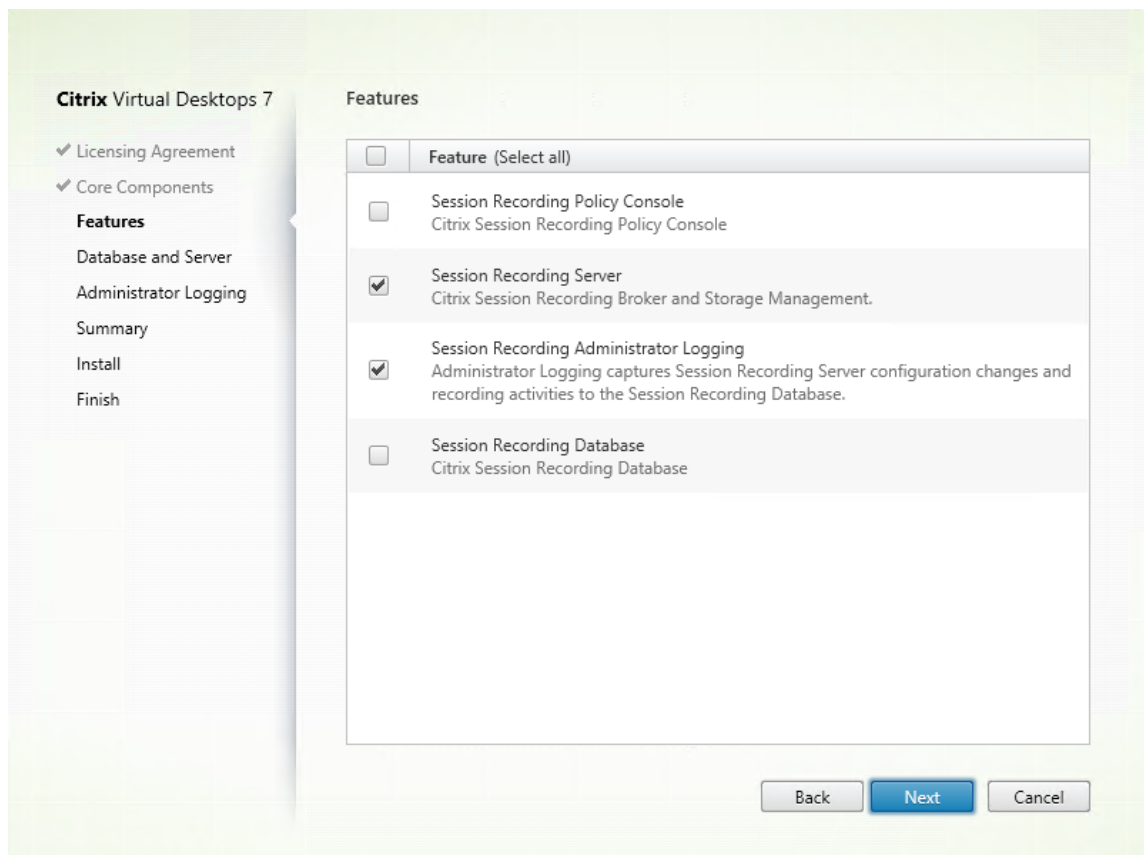 Citrix Virtual Desktops 7
Licensing Agreement
Core Components
Features
Database and Server
Administrator Logging
Summary
Install
Finish
Features
Feature (Select all)
Session Recording Policy Console
Citrix Session Recording Policy Console
Session Recording Server
Citrix Session Recording Broker and Storage Management.
Session Recording Administrator Logging
Administrator Logging captures Session Recording Server configuration changes and
recording activities to the Session Recording Database.
Session Recording Database
Citrix Session Recording Database
Back
Next
Cancel